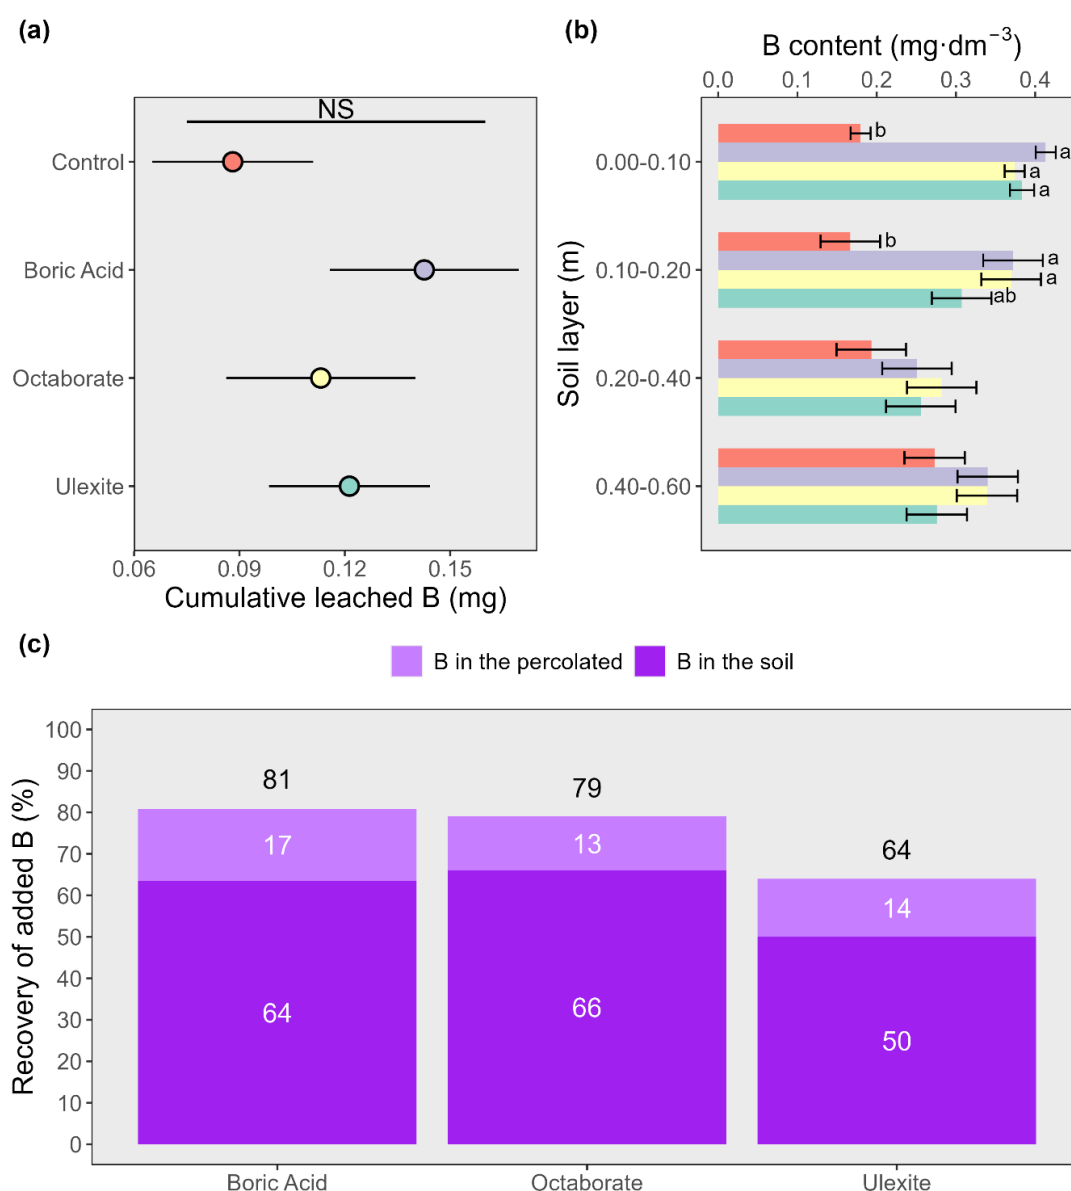 (a)
NS
Control
Boric Acid
Octaborate
Ulexite
0.06 0.09 0.12 0.15
Cumulative leached B (mg)
(b)
B content (mg·dm⁻³)
0.0 0.1 0.2 0.3 0.4
Soil layer (m)
0.00-0.10
b
a
a
a
0.10-0.20
b
a
a
ab
0.20-0.40
0.40-0.60
(c)
B in the percolated B in the soil
Recovery of added B (%)
100
90
80
70
60
50
40
30
20
10
0
81
17
64
79
13
66
64
14
50
Boric Acid Octaborate Ulexite